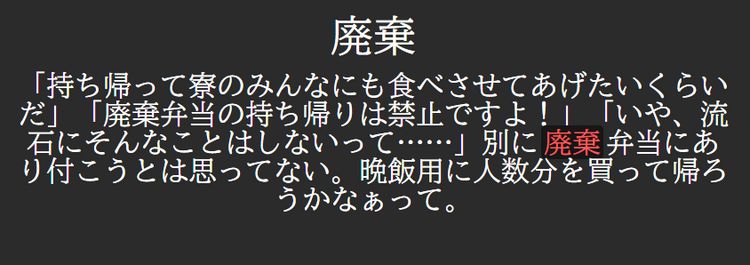 廃棄
「持ち帰って寮のみんなにも食べさせてあげたいくらい
だ」「廃棄弁当の持ち帰りは禁止ですよ！」「いや、流
石にそんなことはしないって……」別に廃棄弁当にあ
り付こうとは思ってない。晩飯用に人数分を買って帰ろ
うかなぁって。